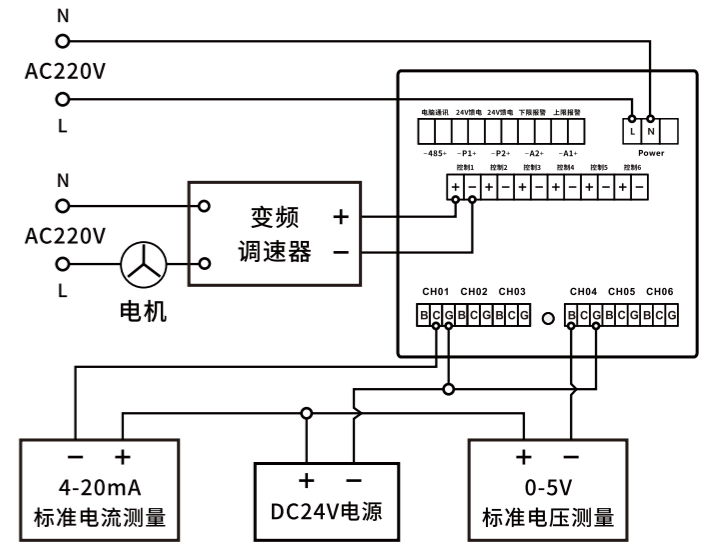 N
AC220V
L
电脑通讯 24V馈电 24V馈电 下限报警 上限报警
−485+ −P1+ −P2+ −A2+ −A1+
L N
Power
控制1 控制2 控制3 控制4 控制5 控制6
+ − + − + − + − + − + −
N
AC220V
L
电机
变频 +
调速器 −
CH01 CH02 CH03
B C G B C G B C G
CH04 CH05 CH06
B C G B C G B C G
− +
4-20mA
标准电流测量
+ −
DC24V电源
+ −
0-5V
标准电压测量